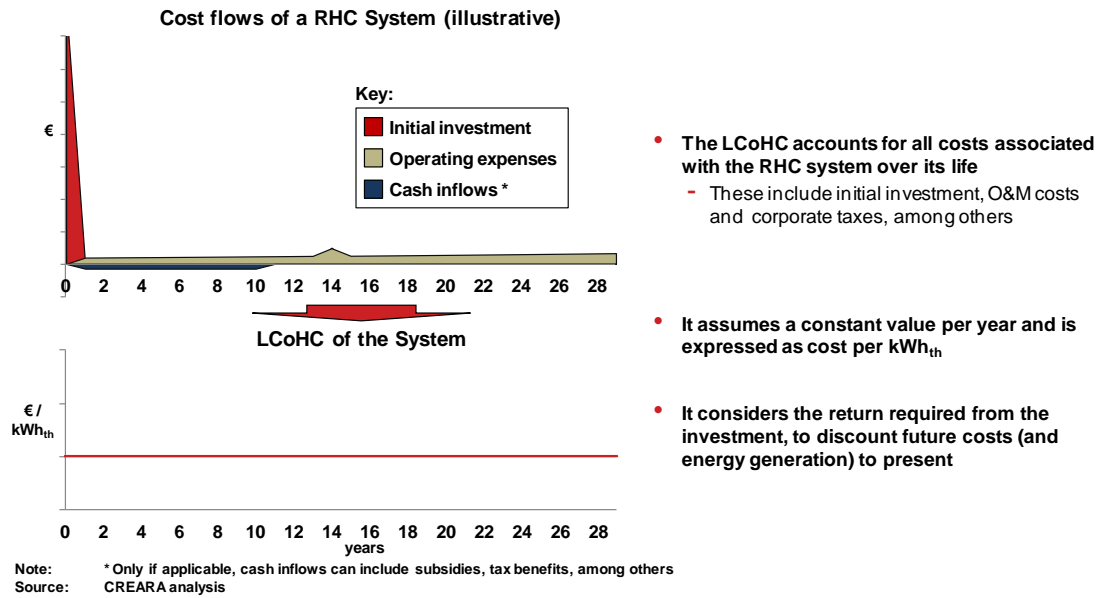 Cost flows of a RHC System (illustrative)
€
Key:
Initial investment
Operating expenses
Cash inflows *
0 2 4 6 8 10 12 14 16 18 20 22 24 26 28
LCoHC of the System
€ /
kWhth
0 2 4 6 8 10 12 14 16 18 20 22 24 26 28
years
• The LCoHC accounts for all costs associated
with the RHC system over its life
- These include initial investment, O&M costs
and corporate taxes, among others
• It assumes a constant value per year and is
expressed as cost per kWhth
• It considers the return required from the
investment, to discount future costs (and
energy generation) to present
Note: * Only if applicable, cash inflows can include subsidies, tax benefits, among others
Source: CREARA analysis